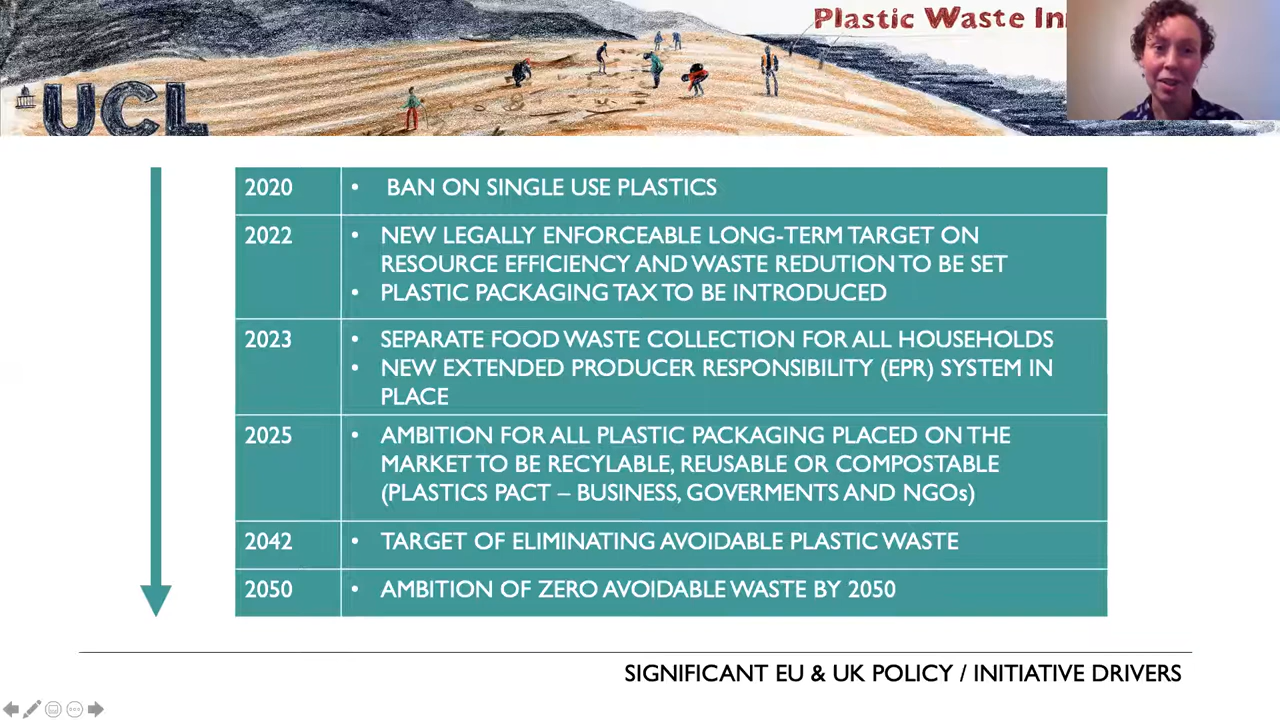 Plastic Waste In
UCL
2020
• BAN ON SINGLE USE PLASTICS
2022
• NEW LEGALLY ENFORCEABLE LONG-TERM TARGET ON
RESOURCE EFFICIENCY AND WASTE REDUTION TO BE SET
• PLASTIC PACKAGING TAX TO BE INTRODUCED
2023
• SEPARATE FOOD WASTE COLLECTION FOR ALL HOUSEHOLDS
• NEW EXTENDED PRODUCER RESPONSIBILITY (EPR) SYSTEM IN
PLACE
2025
• AMBITION FOR ALL PLASTIC PACKAGING PLACED ON THE
MARKET TO BE RECYLABLE, REUSABLE OR COMPOSTABLE
(PLASTICS PACT – BUSINESS, GOVERMENTS AND NGOs)
2042
• TARGET OF ELIMINATING AVOIDABLE PLASTIC WASTE
2050
• AMBITION OF ZERO AVOIDABLE WASTE BY 2050
SIGNIFICANT EU & UK POLICY / INITIATIVE DRIVERS